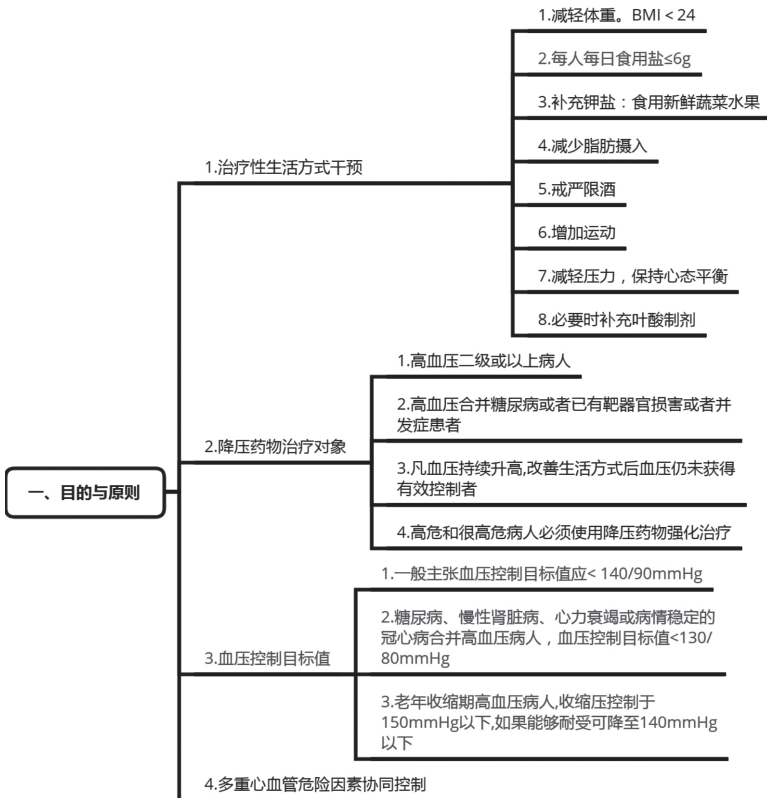 一、目的与原则
1.治疗性生活方式干预
1.减轻体重。BMI < 24
2.每人每日食用盐≤6g
3.补充钾盐：食用新鲜蔬菜水果
4.减少脂肪摄入
5.戒严限酒
6.增加运动
7.减轻压力，保持心态平衡
8.必要时补充叶酸制剂
2.降压药物治疗对象
1.高血压二级或以上病人
2.高血压合并糖尿病或者已有靶器官损害或者并
发症患者
3.凡血压持续升高,改善生活方式后血压仍未获得
有效控制者
4.高危和很高危病人必须使用降压药物强化治疗
3.血压控制目标值
1.一般主张血压控制目标值应< 140/90mmHg
2.糖尿病、慢性肾脏病、心力衰竭或病情稳定的
冠心病合并高血压病人，血压控制目标值<130/
80mmHg
3.老年收缩期高血压病人,收缩压控制于
150mmHg以下,如果能够耐受可降至140mmHg
以下
4.多重心血管危险因素协同控制